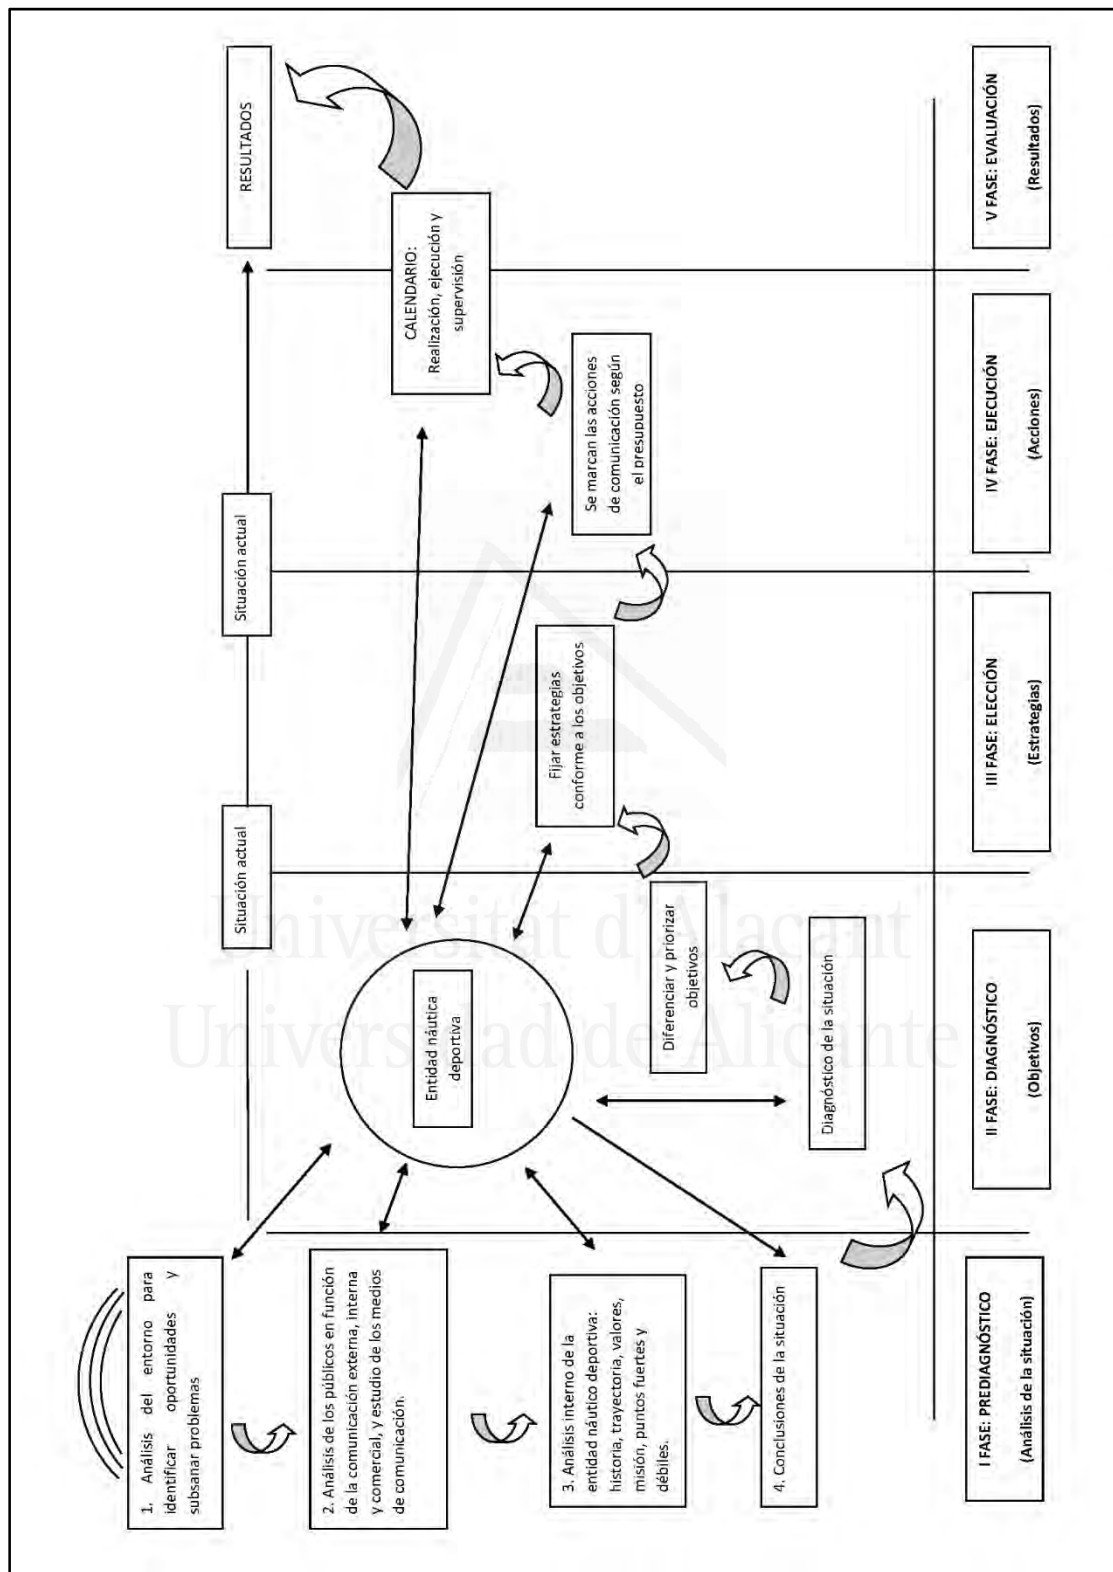 1. Análisis del entorno para
identificar oportunidades y
subsanar problemas
2. Análisis de los públicos en función
de la comunicación externa, interna
y comercial, y estudio de los medios
de comunicación.
3. Análisis interno de la
entidad náutico deportiva:
historia, trayectoria, valores,
misión, puntos fuertes y
débiles.
4. Conclusiones de la situación
Situación actual
Situación actual
RESULTADOS
Entidad náutica
deportiva
Diagnóstico de la situación
Diferenciar y priorizar
objetivos
Fijar estrategias
conforme a los objetivos
Se marcan las acciones
de comunicación según
el presupuesto
CALENDARIO:
Realización, ejecución y
supervisión
I FASE: PREDIAGNÓSTICO
(Análisis de la situación)
II FASE: DIAGNÓSTICO
(Objetivos)
III FASE: ELECCIÓN
(Estrategias)
IV FASE: EJECUCIÓN
(Acciones)
V FASE: EVALUACIÓN
(Resultados)
Universitat d'Alacant
Universidad de Alicante